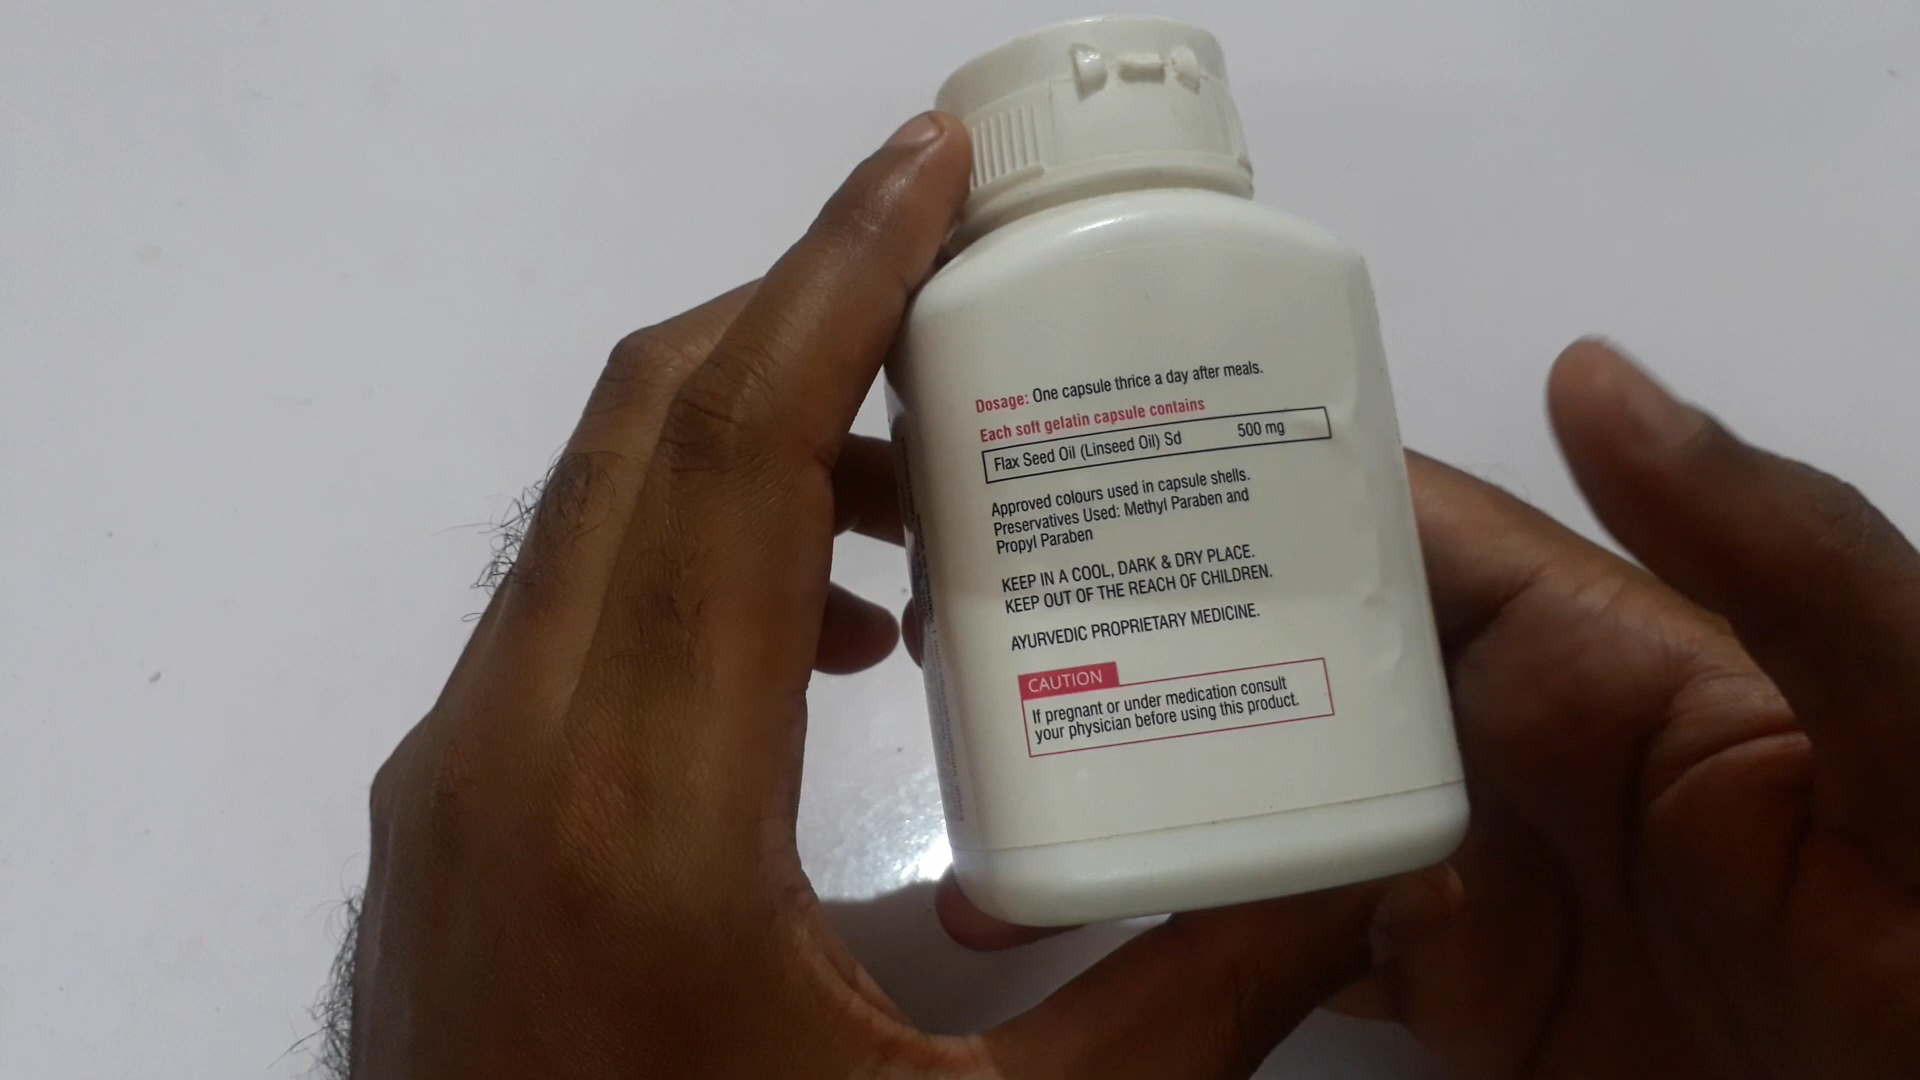 Dosage: One capsule thrice a day after meals.
Each soft gelatin capsule contains
Flax Seed Oil (Linseed Oil) Sd 500 mg
Approved colours used in capsule shells.
Preservatives Used: Methyl Paraben and
Propyl Paraben
KEEP IN A COOL, DARK & DRY PLACE.
KEEP OUT OF THE REACH OF CHILDREN.
AYURVEDIC PROPRIETARY MEDICINE.
CAUTION
If pregnant or under medication consult
your physician before using this product.